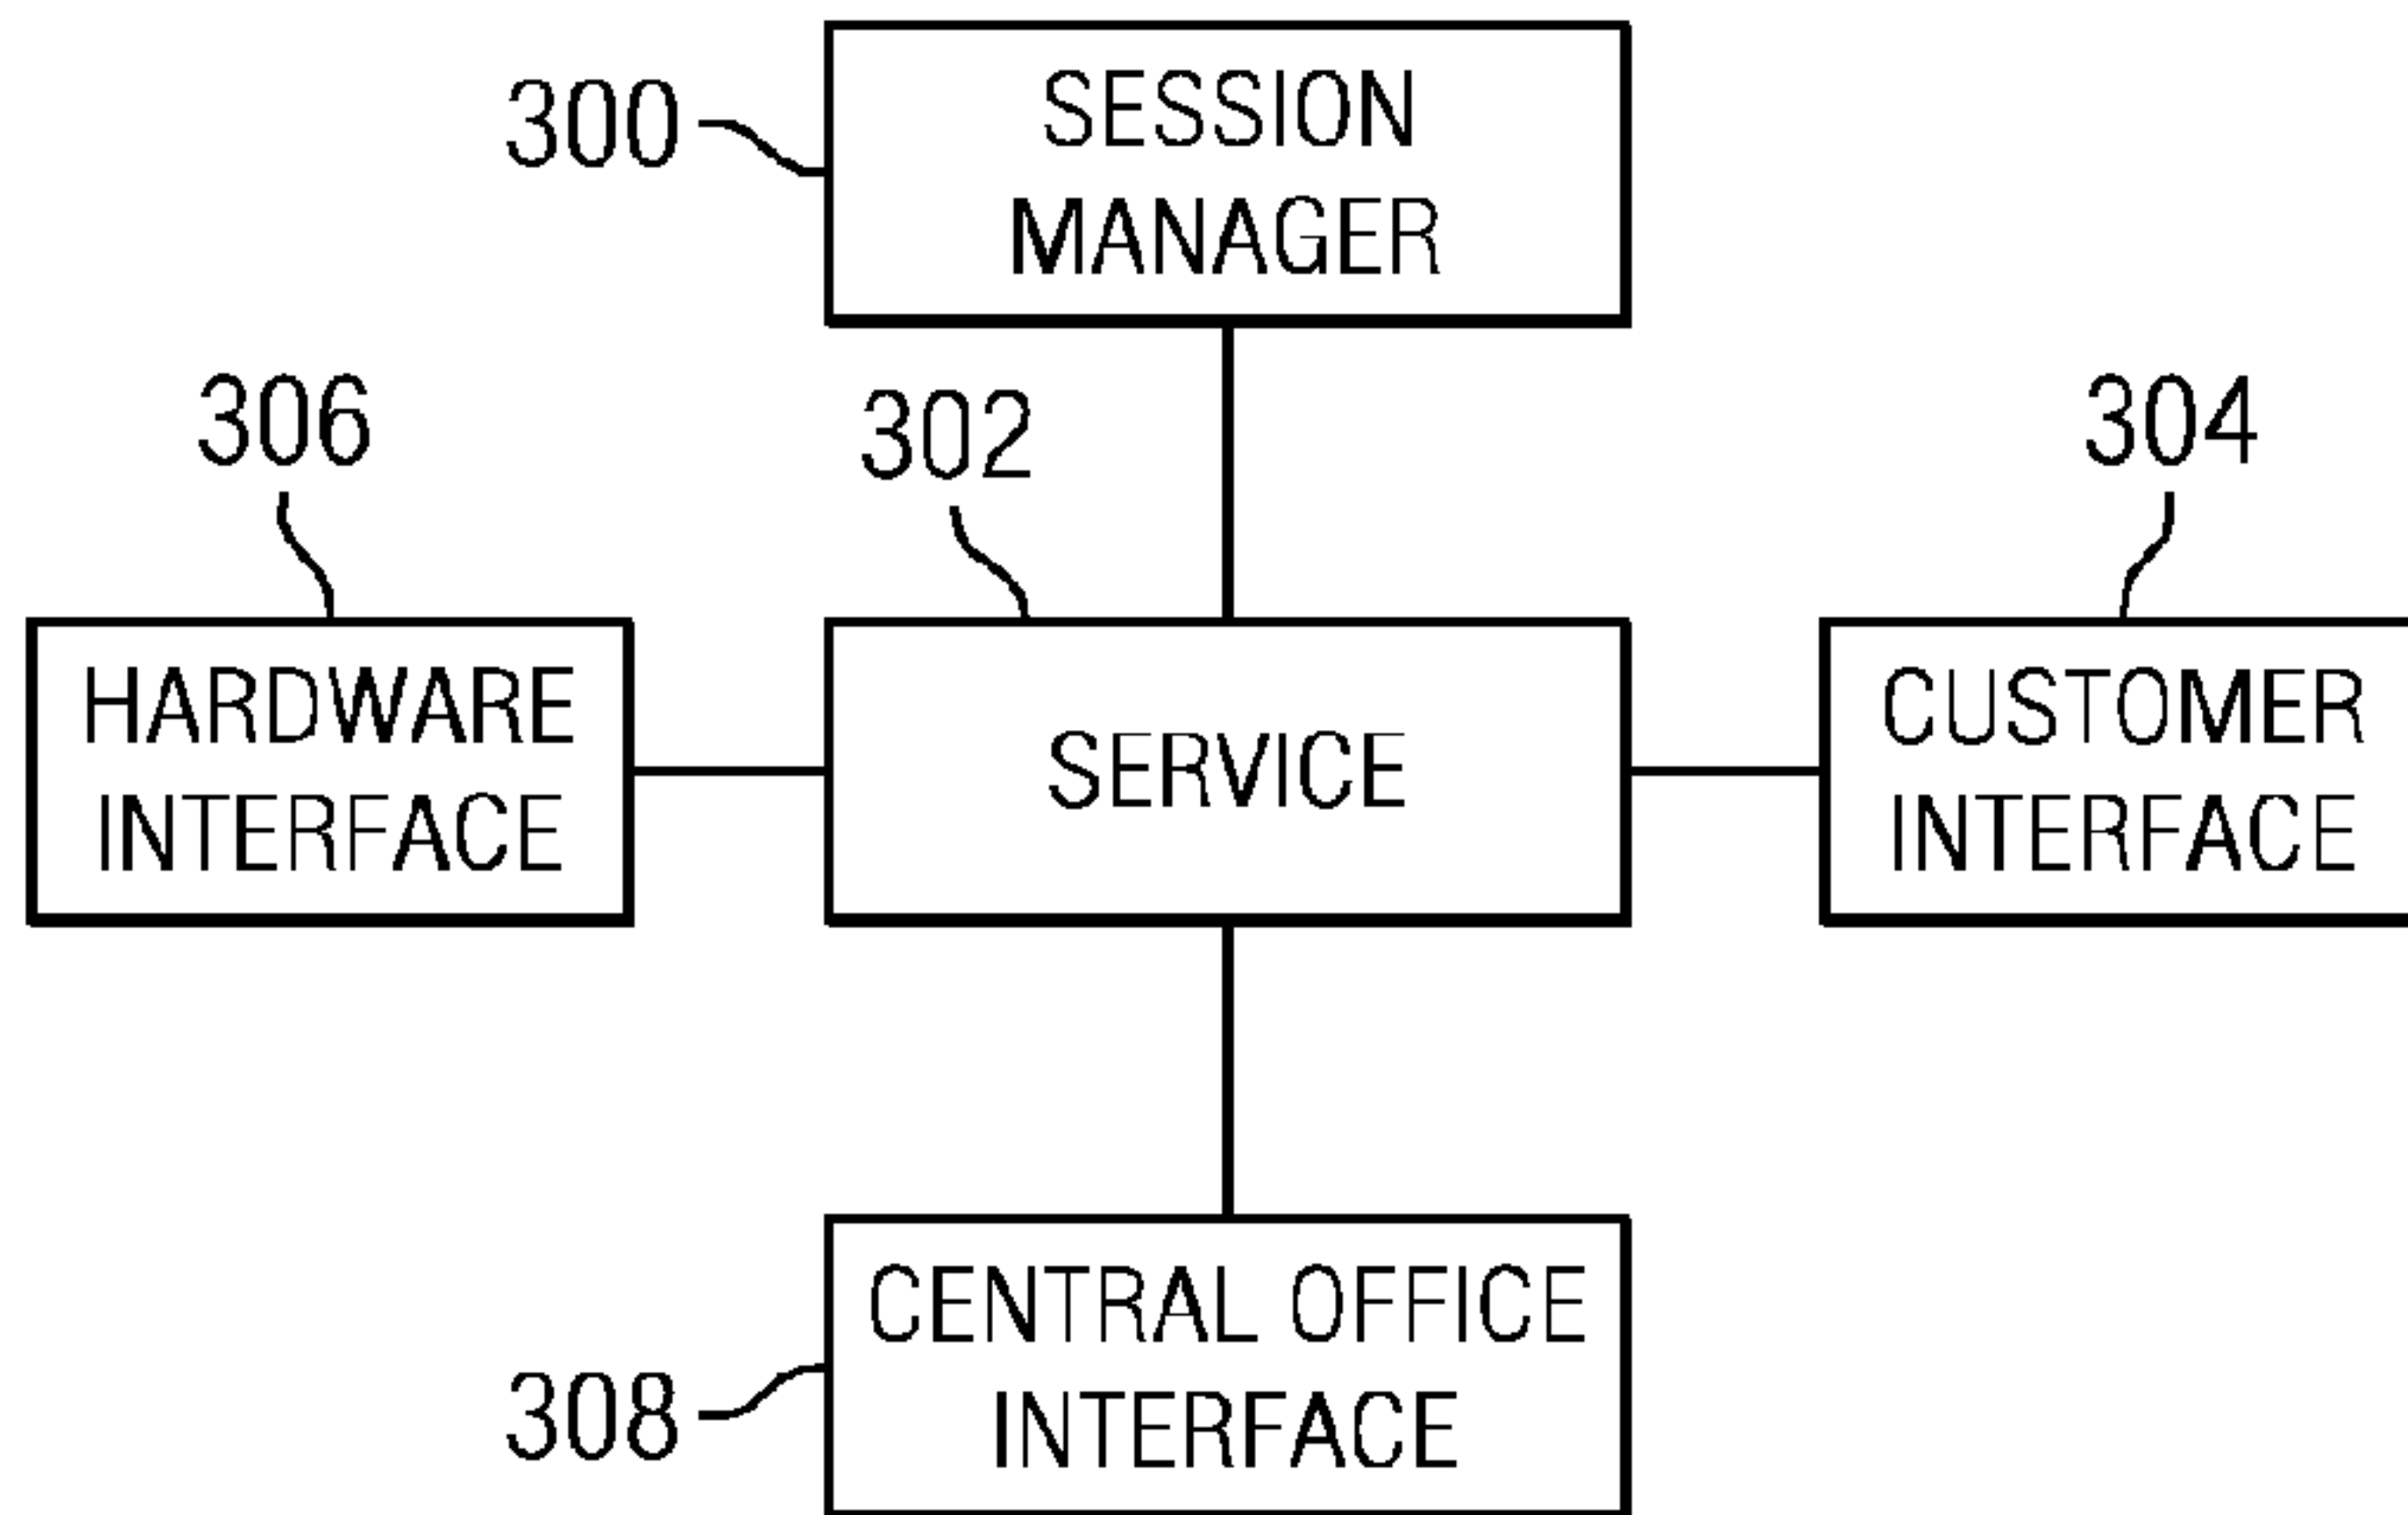 300
SESSION
MANAGER
306
302
304
HARDWARE
INTERFACE
SERVICE
CUSTOMER
INTERFACE
308
CENTRAL OFFICE
INTERFACE